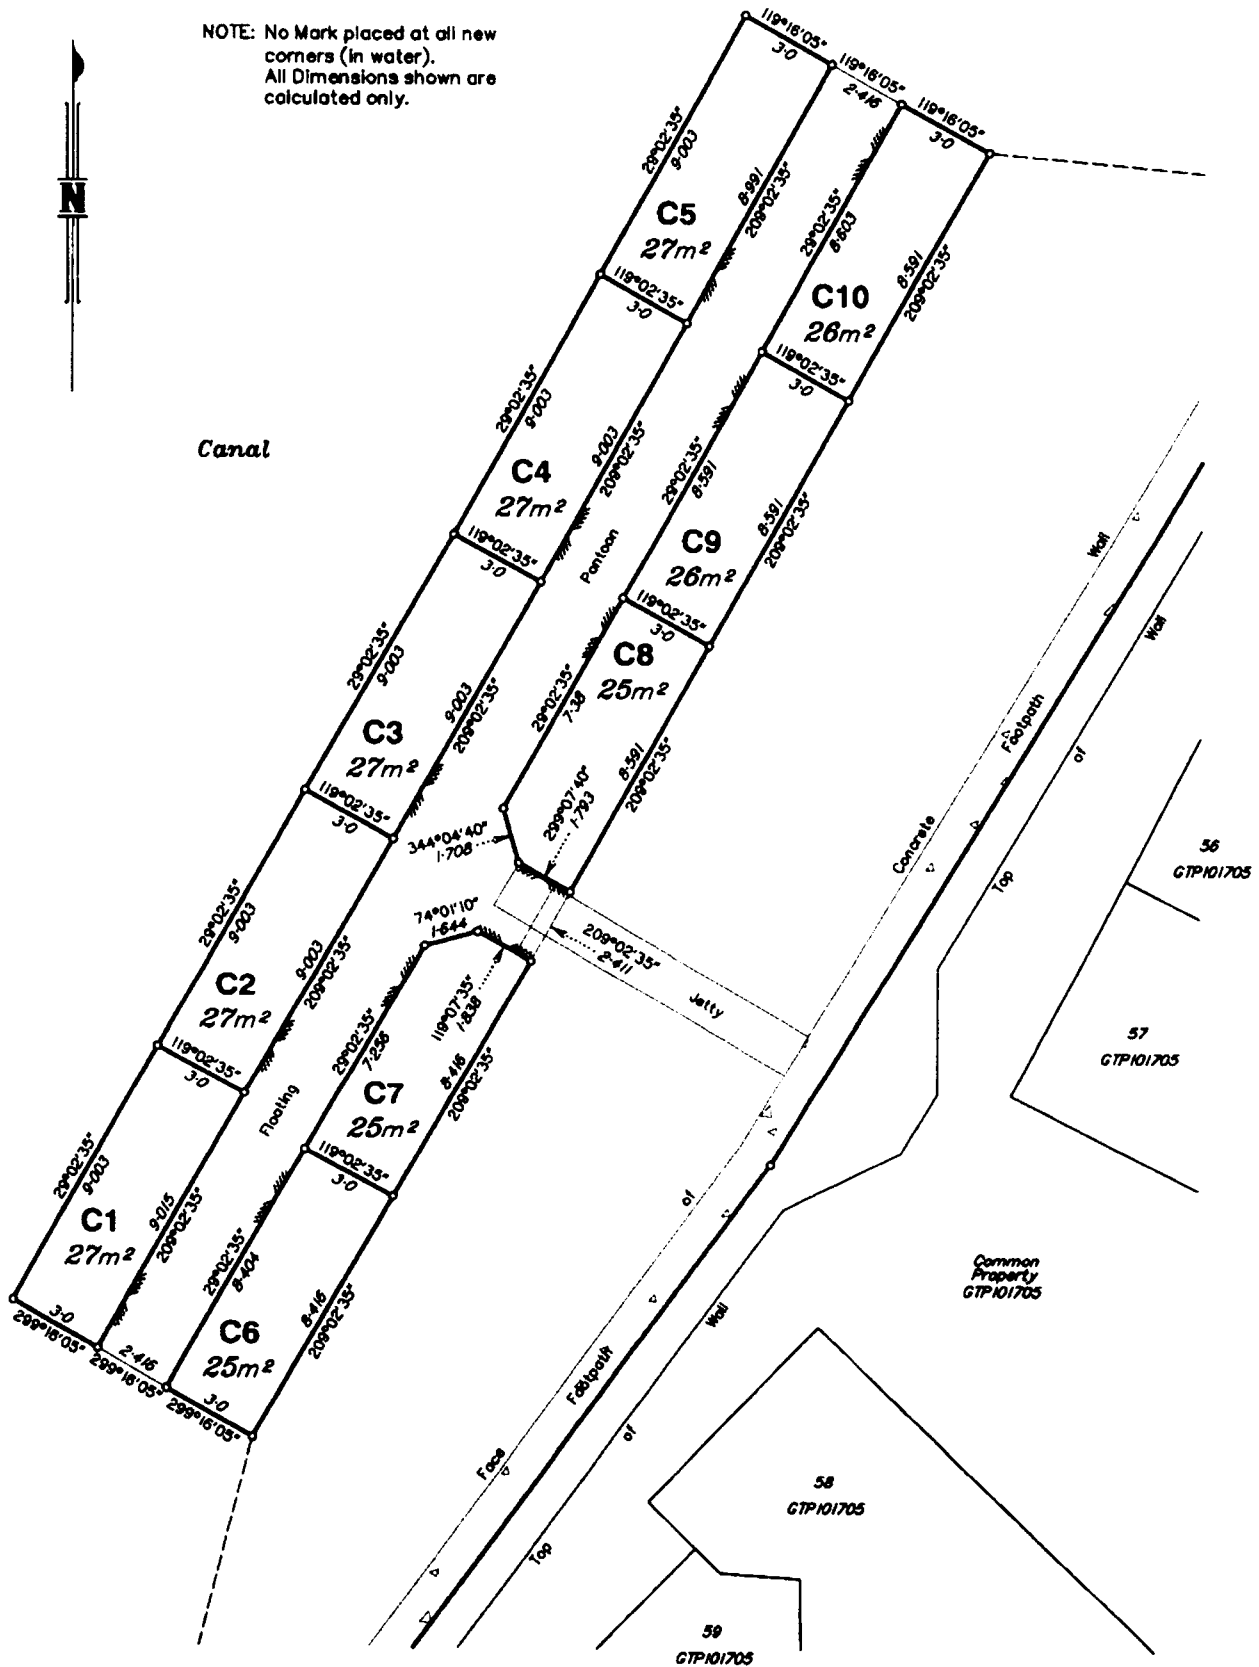 NOTE: No Mark placed at all new
corners (in water).
All Dimensions shown are
calculated only.
N
Canal
119°16'05"
3·0
119°16'05"
2·416
119°16'05"
3·0
29°02'35"
9·003
C5
27m²
8·991
209°02'35"
119°02'35"
3·0
29°02'35"
8·603
C10
26m²
8·591
209°02'35"
119°02'35"
3·0
29°02'35"
9·003
C4
27m²
9·003
209°02'35"
119°02'35"
3·0
Pontoon
29°02'35"
8·591
C9
26m²
8·591
209°02'35"
119°02'35"
3·0
29°02'35"
9·003
C3
27m²
9·003
209°02'35"
119°02'35"
3·0
29°02'35"
7·38
C8
25m²
8·591
209°02'35"
299°07'40"
1·793
344°04'40"
1·708
29°02'35"
9·003
C2
27m²
9·003
209°02'35"
119°02'35"
3·0
74°01'10"
1·644
209°02'35"
2·411
119°07'35"
1·838
Jetty
Floating
29°02'35"
7·256
C7
25m²
8·416
209°02'35"
119°02'35"
3·0
29°02'35"
9·003
C1
27m²
9·015
209°02'35"
3·0
299°16'05"
2·416
299°16'05"
29°02'35"
8·404
C6
25m²
8·416
209°02'35"
3·0
299°16'05"
Wall
Wall
Footpath
of
Concrete
Top
of
Wall
Footpath
of
Face
Top
56
GTP101705
57
GTP101705
Common
Property
GTP101705
58
GTP101705
59
GTP101705